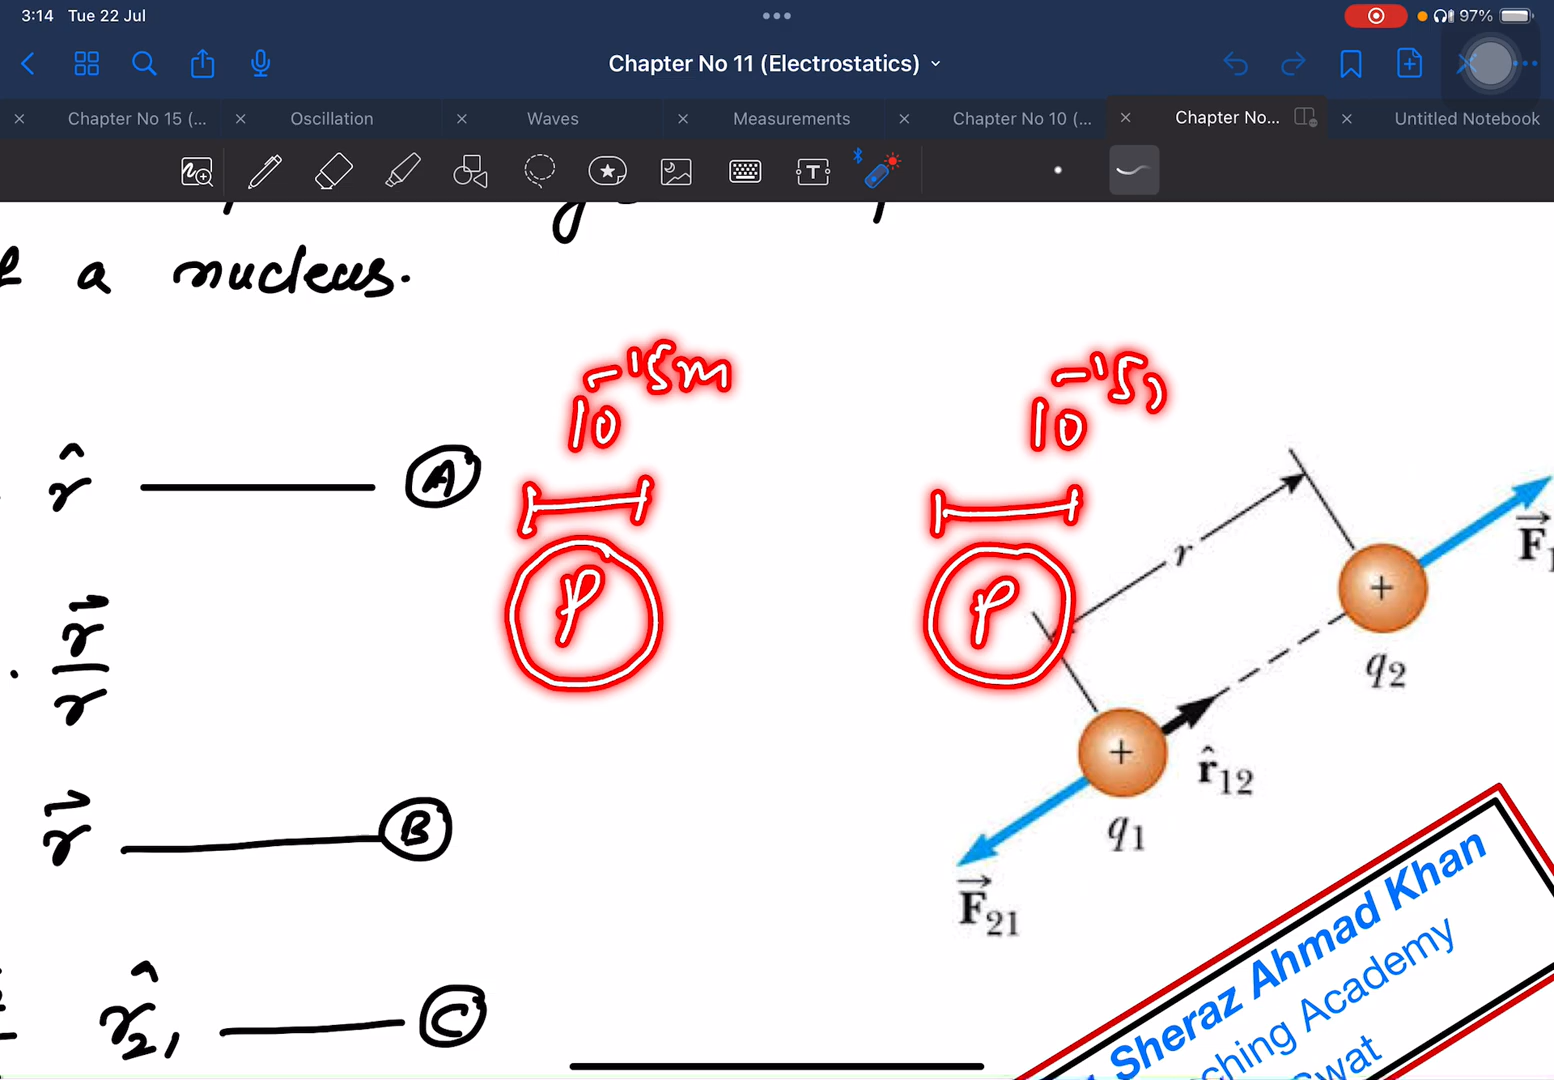 3:14 Tue 22 Jul
97%
Chapter No 11 (Electrostatics)
Chapter No 15 (...
Oscillation
Waves
Measurements
Chapter No 10 (...
Chapter No...
Untitled Notebook
a nucleus.
10⁻¹⁵m
10⁻¹⁵
r̂ A
P
P
r
F⃗
+
q2
r⃗
r
+
r̂12
q1
r⃗ B
F⃗21
r̂21 C
Sheraz Ahmad Khan
ching Academy
wat